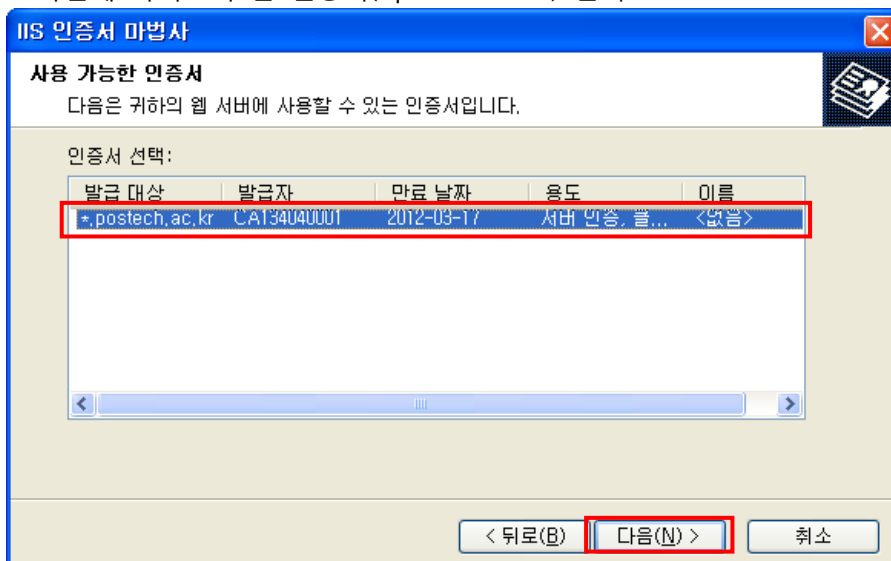 IIS 인증서 마법사
사용 가능한 인증서
다음은 귀하의 웹 서버에 사용할 수 있는 인증서입니다.
인증서 선택:
발급 대상 발급자 만료 날짜 용도 이름
*.postech.ac.kr CA134040001 2012-03-17 서버 인증, 클... <없음>
< 뒤로(B) 다음(N) > 취소